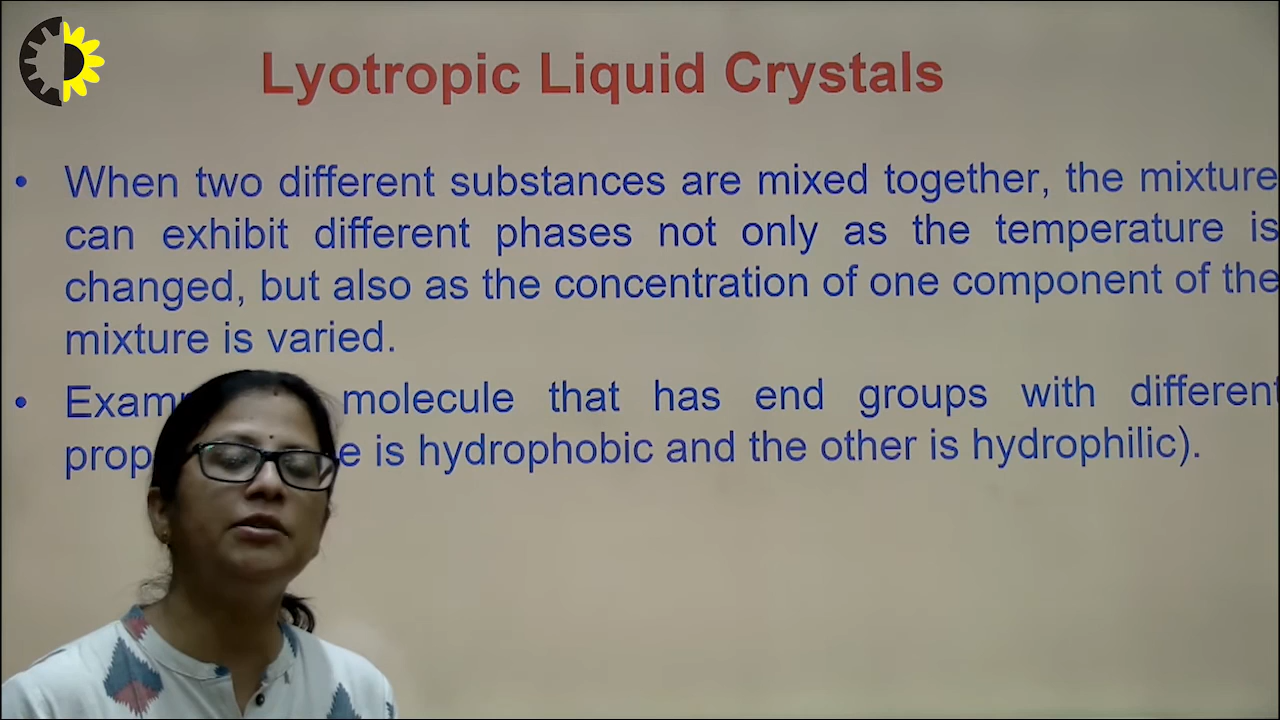 Lyotropic Liquid Crystals
• When two different substances are mixed together, the mixture
can exhibit different phases not only as the temperature is
changed, but also as the concentration of one component of the
mixture is varied.
• molecule that has end groups with different
is hydrophobic and the other is hydrophilic).